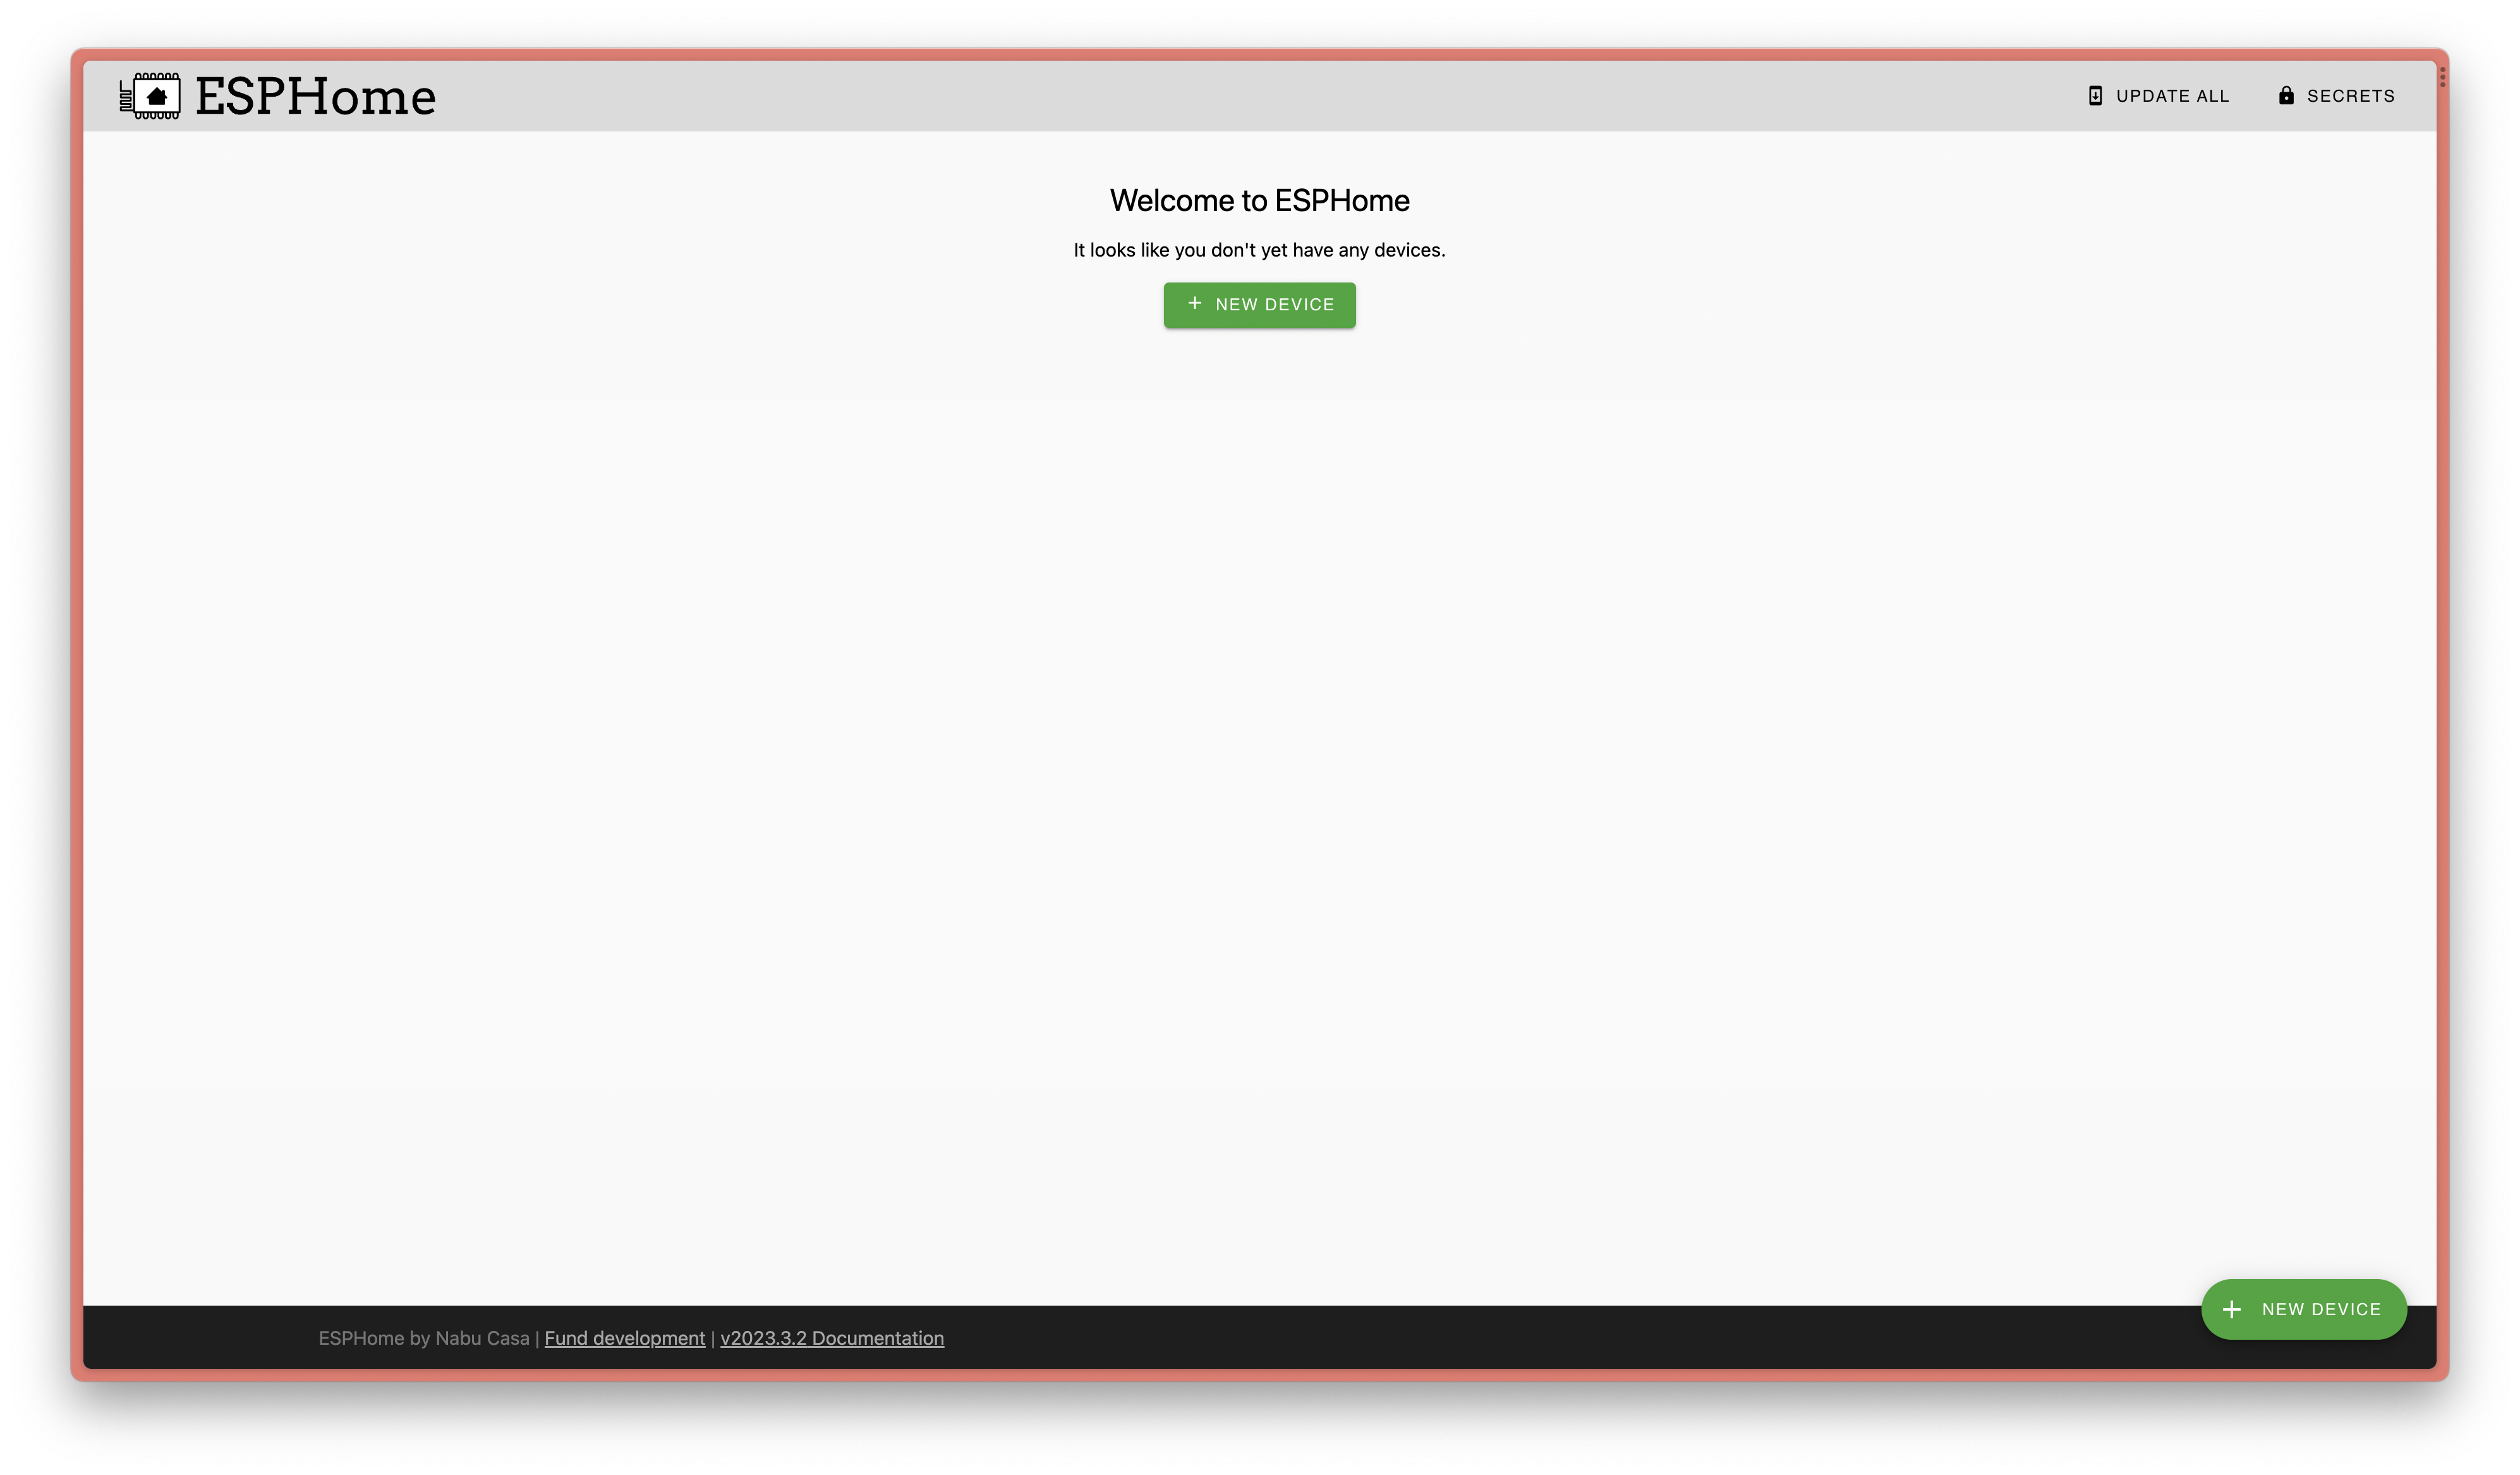 ESPHome
UPDATE ALL
SECRETS
Welcome to ESPHome
It looks like you don't yet have any devices.
NEW DEVICE
NEW DEVICE
ESPHome by Nabu Casa | Fund development | v2023.3.2 Documentation